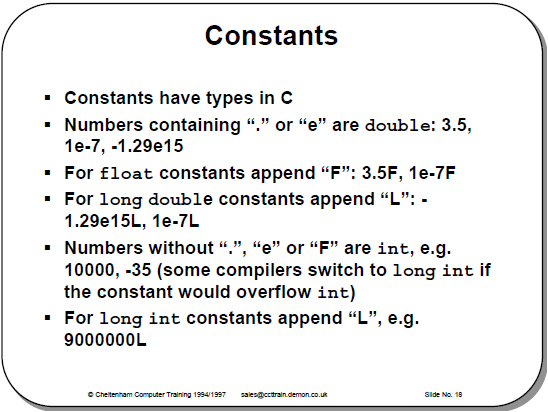 Constants
▪ Constants have types in C
▪ Numbers containing “.” or “e” are double: 3.5,
1e-7, -1.29e15
▪ For float constants append “F”: 3.5F, 1e-7F
▪ For long double constants append “L”: -
1.29e15L, 1e-7L
▪ Numbers without “.”, “e” or “F” are int, e.g.
10000, -35 (some compilers switch to long int if
the constant would overflow int)
▪ For long int constants append “L”, e.g.
9000000L
© Cheltenham Computer Training 1994/1997 sales@ccttrain.demon.co.uk Slide No. 18